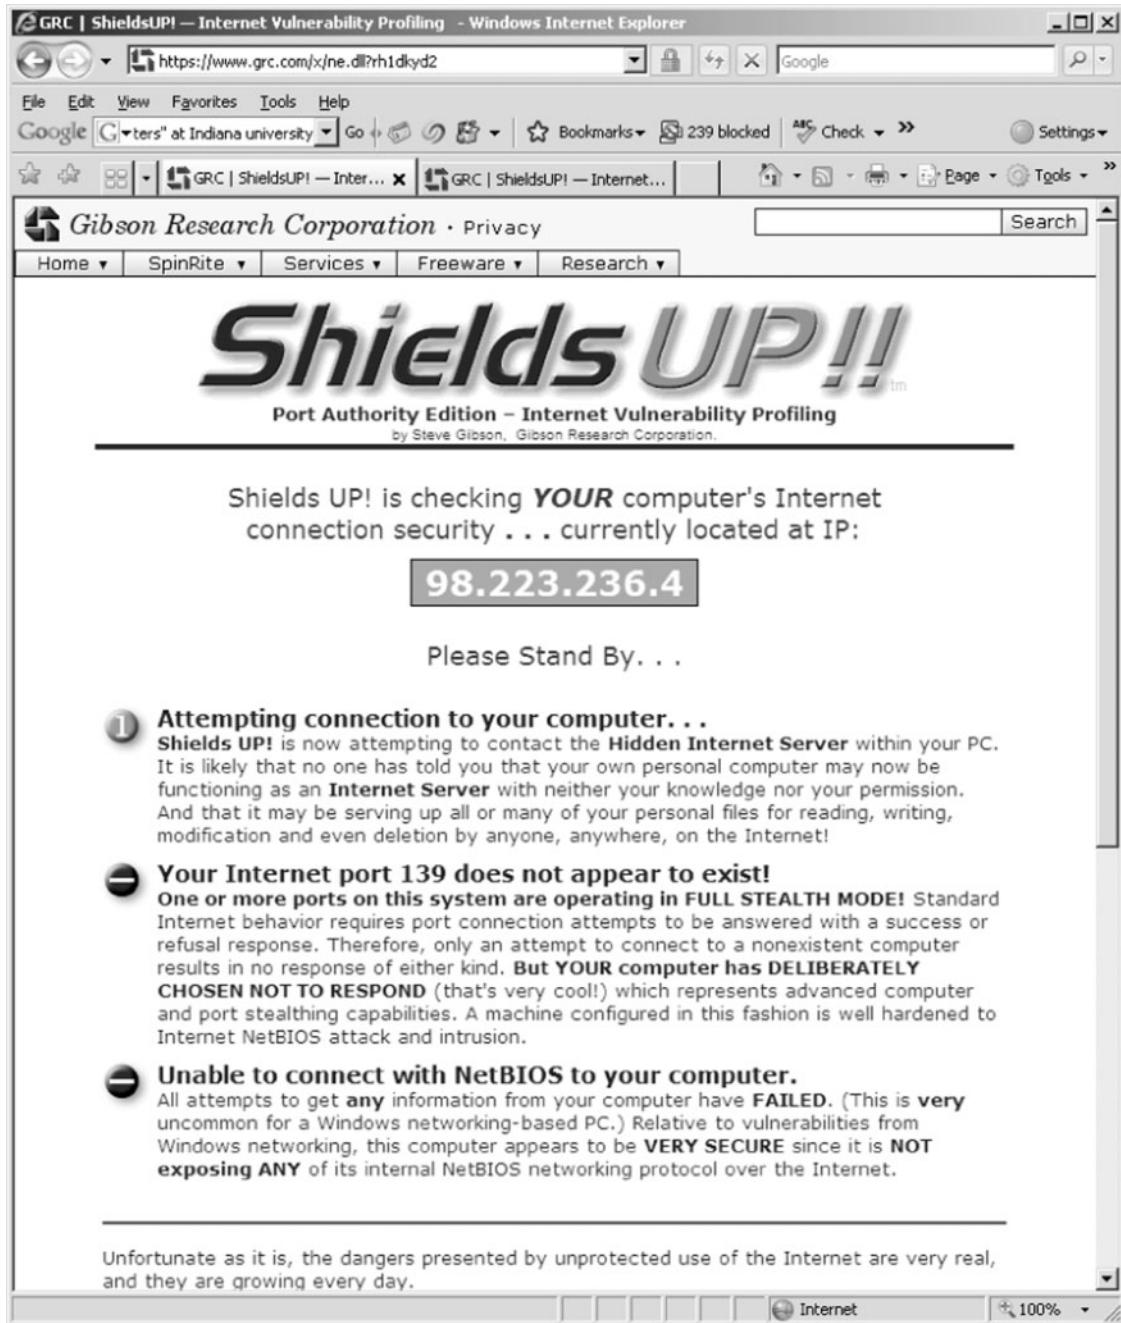 GRC | ShieldsUP! — Internet Vulnerability Profiling - Windows Internet Explorer
https://www.grc.com/x/ne.dll?rh1dkyd2
Google
File Edit View Favorites Tools Help
Google G ters" at Indiana university Go Bookmarks 239 blocked ABC Check » Settings
GRC | ShieldsUP! — Inter... x GRC | ShieldsUP! — Internet... Page Tools »
Gibson Research Corporation · Privacy Search
Home SpinRite Services Freeware Research
Shields UP!! tm
Port Authority Edition – Internet Vulnerability Profiling
by Steve Gibson, Gibson Research Corporation.
Shields UP! is checking YOUR computer's Internet
connection security . . . currently located at IP:
98.223.236.4
Please Stand By. . .
1 Attempting connection to your computer. . .
Shields UP! is now attempting to contact the Hidden Internet Server within your PC.
It is likely that no one has told you that your own personal computer may now be
functioning as an Internet Server with neither your knowledge nor your permission.
And that it may be serving up all or many of your personal files for reading, writing,
modification and even deletion by anyone, anywhere, on the Internet!
Your Internet port 139 does not appear to exist!
One or more ports on this system are operating in FULL STEALTH MODE! Standard
Internet behavior requires port connection attempts to be answered with a success or
refusal response. Therefore, only an attempt to connect to a nonexistent computer
results in no response of either kind. But YOUR computer has DELIBERATELY
CHOSEN NOT TO RESPOND (that's very cool!) which represents advanced computer
and port stealthing capabilities. A machine configured in this fashion is well hardened to
Internet NetBIOS attack and intrusion.
Unable to connect with NetBIOS to your computer.
All attempts to get any information from your computer have FAILED. (This is very
uncommon for a Windows networking-based PC.) Relative to vulnerabilities from
Windows networking, this computer appears to be VERY SECURE since it is NOT
exposing ANY of its internal NetBIOS networking protocol over the Internet.
Unfortunate as it is, the dangers presented by unprotected use of the Internet are very real,
and they are growing every day.
Internet 100%